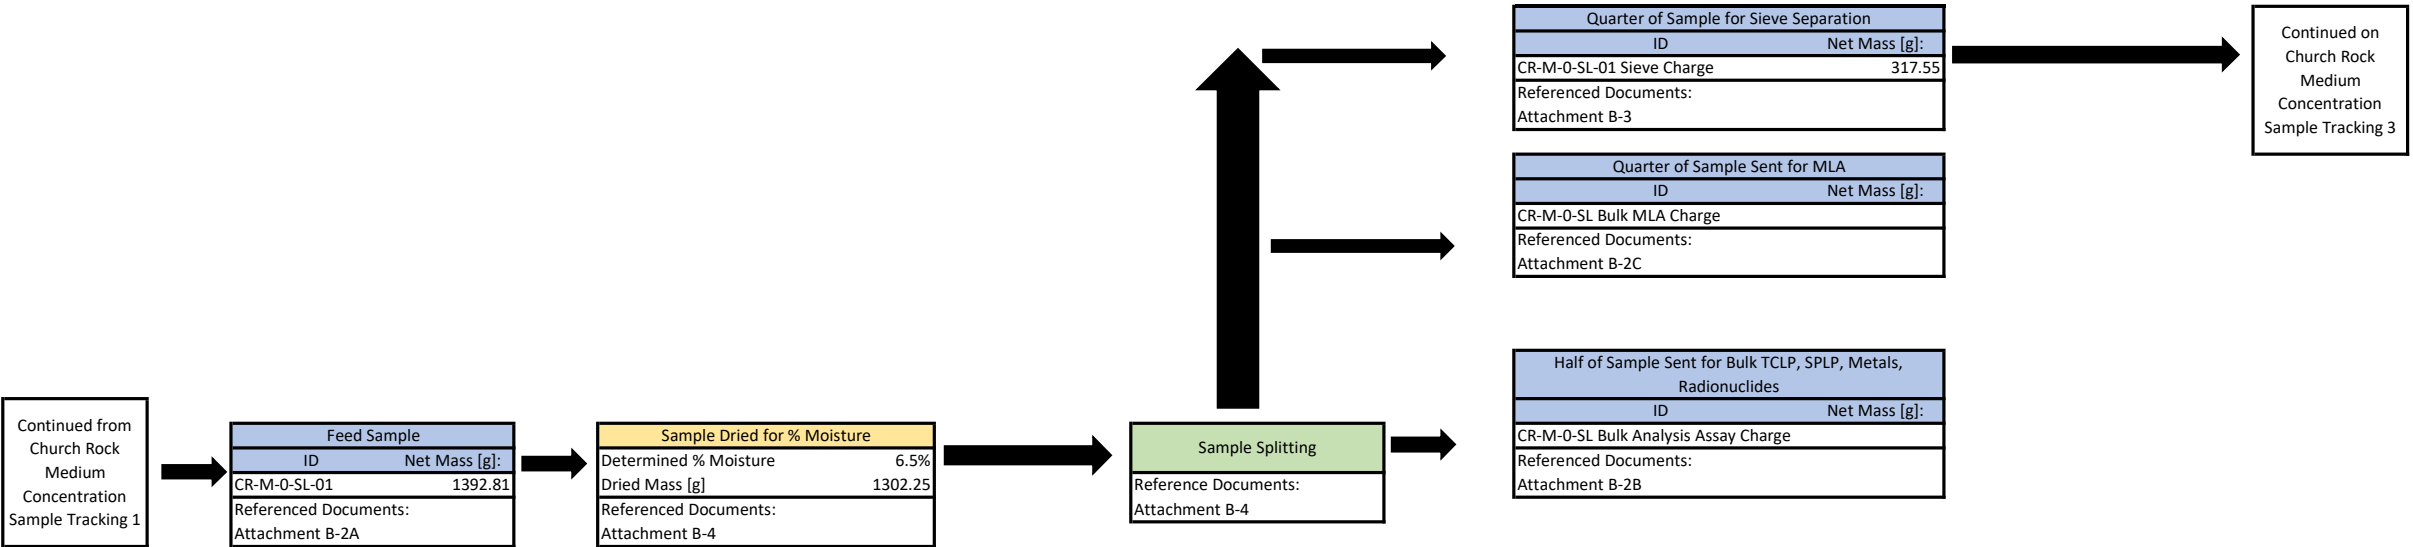 Quarter of Sample for Sieve Separation
ID Net Mass [g]:
CR-M-0-SL-01 Sieve Charge 317.55
Referenced Documents:
Attachment B-3
Continued on
Church Rock
Medium
Concentration
Sample Tracking 3
Quarter of Sample Sent for MLA
ID Net Mass [g]:
CR-M-0-SL Bulk MLA Charge
Referenced Documents:
Attachment B-2C
Continued from
Church Rock
Medium
Concentration
Sample Tracking 1
Feed Sample
ID Net Mass [g]:
CR-M-0-SL-01 1392.81
Referenced Documents:
Attachment B-2A
Sample Dried for % Moisture
Determined % Moisture 6.5%
Dried Mass [g] 1302.25
Referenced Documents:
Attachment B-4
Sample Splitting
Reference Documents:
Attachment B-4
Half of Sample Sent for Bulk TCLP, SPLP, Metals,
Radionuclides
ID Net Mass [g]:
CR-M-0-SL Bulk Analysis Assay Charge
Referenced Documents:
Attachment B-2B